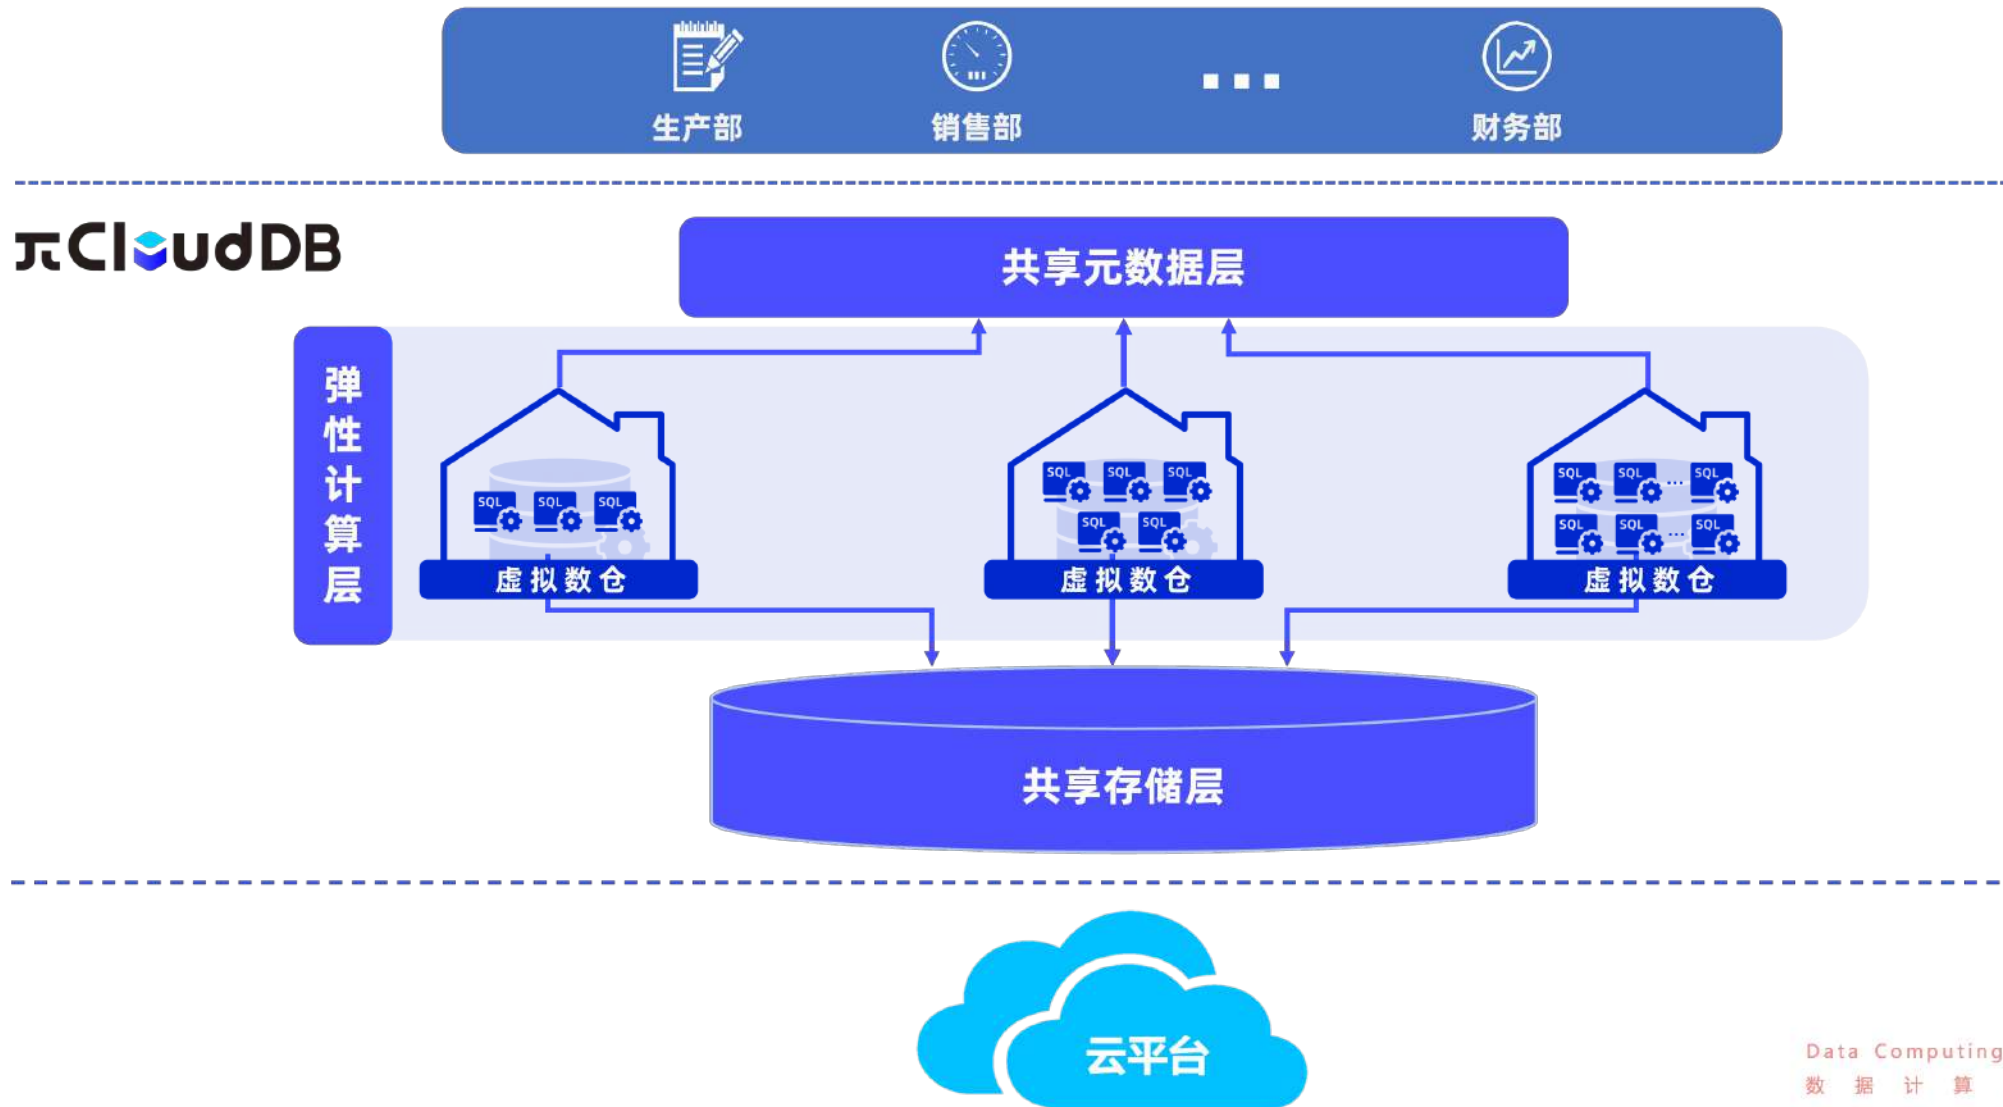 生产部 销售部 财务部
πCloudDB
共享元数据层
弹性计算层
SQL SQL SQL
虚拟数仓
SQL SQL SQL
SQL SQL
虚拟数仓
SQL SQL ... SQL
SQL SQL ... SQL
虚拟数仓
共享存储层
云平台
Data Computing
数据计算